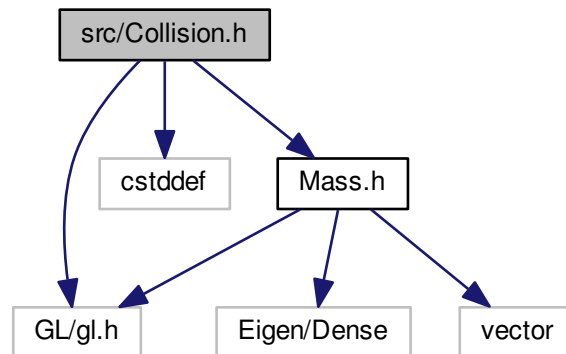 src/Collision.h
cstddef
Mass.h
GL/gl.h
Eigen/Dense
vector